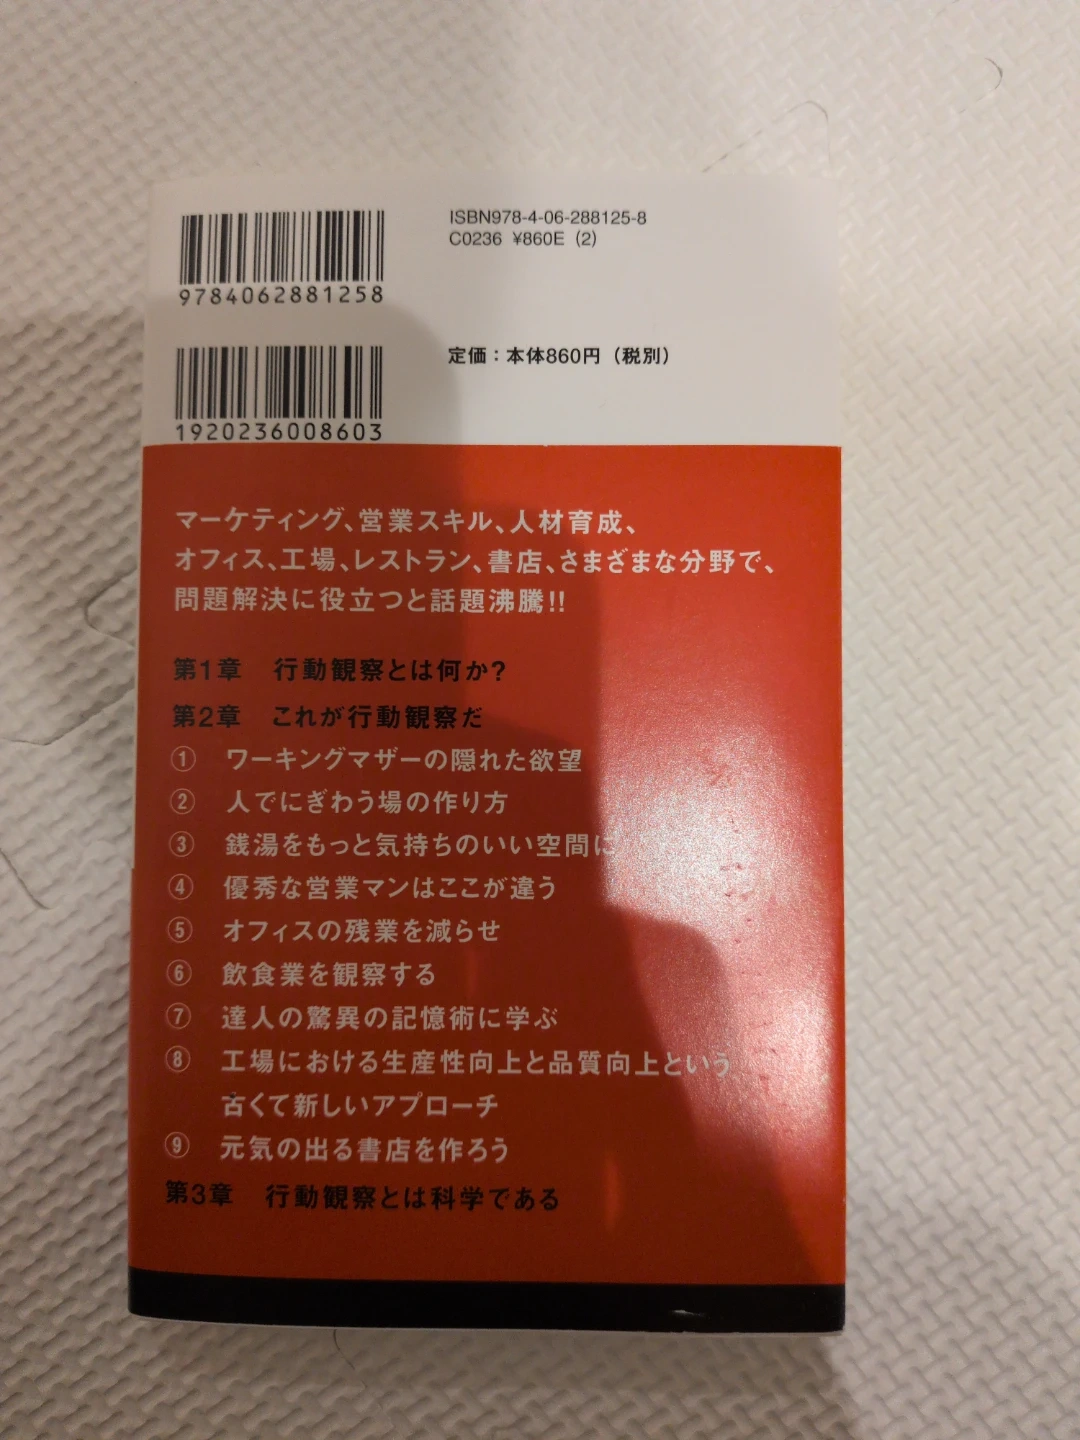 ISBN978-4-06-288125-8
C0236 ¥860E (2)
9784062881258
定価：本体860円（税別）
1920236008603
マーケティング、営業スキル、人材育成、
オフィス、工場、レストラン、書店、さまざまな分野で、
問題解決に役立つと話題沸騰!!
第1章 行動観察とは何か?
第2章 これが行動観察だ
① ワーキングマザーの隠れた欲望
② 人でにぎわう場の作り方
③ 銭湯をもっと気持ちのいい空間に
④ 優秀な営業マンはここが違う
⑤ オフィスの残業を減らせ
⑥ 飲食業を観察する
⑦ 達人の驚異の記憶術に学ぶ
⑧ 工場における生産性向上と品質向上という
古くて新しいアプローチ
⑨ 元気の出る書店を作ろう
第3章 行動観察とは科学である